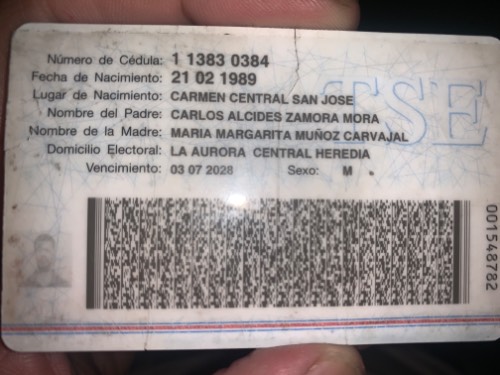 Número de Cédula: 1 1383 0384
Fecha de Nacimiento: 21 02 1989
Lugar de Nacimiento: CARMEN CENTRAL SAN JOSE
Nombre del Padre: CARLOS ALCIDES ZAMORA MORA
Nombre de la Madre: MARIA MARGARITA MUÑOZ CARVAJAL
Domicilio Electoral: LA AURORA CENTRAL HEREDIA
Vencimiento: 03 07 2028 Sexo: M
TSE
001548782